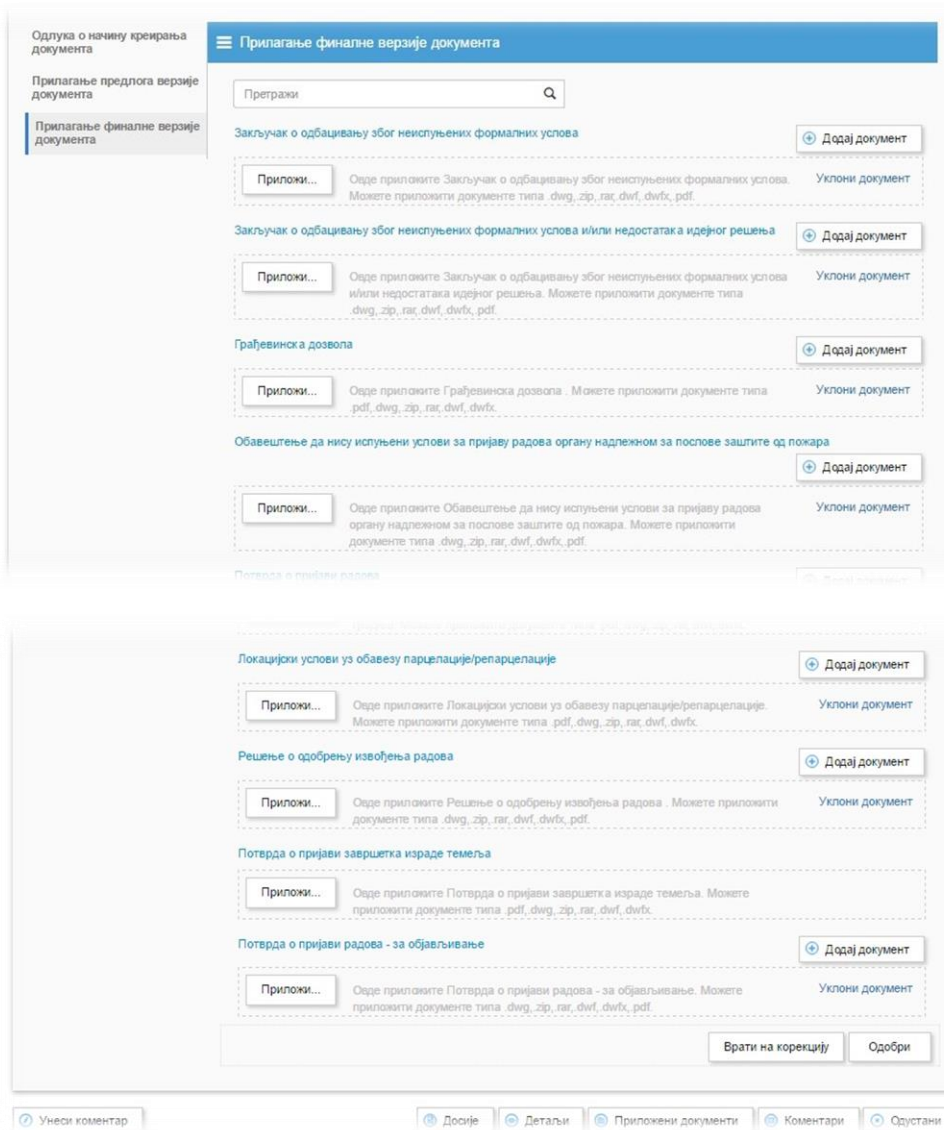 Одлука о начину креирања
документа
Прилагање предлога верзије
документа
Прилагање финалне верзије
документа
Прилагање финалне верзије документа
Претражи
Закључак о одбацивању због неиспуњених формалних услова
Додај документ
Приложи...
Овде приложите Закључак о одбацивању због неиспуњених формалних услова.
Можете приложити документе типа .dwg,.zip,.rar,.dwf,.dwfx,.pdf.
Уклони документ
Закључак о одбацивању због неиспуњених формалних услова и/или недостатака идејног решења
Додај документ
Приложи...
Овде приложите Закључак о одбацивању због неиспуњених формалних услова
и/или недостатака идејног решења. Можете приложити документе типа
.dwg,.zip,.rar,.dwf,.dwfx,.pdf.
Уклони документ
Грађевинска дозвола
Додај документ
Приложи...
Овде приложите Грађевинска дозвола . Можете приложити документе типа
.pdf,.dwg,.zip,.rar,.dwf,.dwfx.
Уклони документ
Обавештење да нису испуњени услови за пријаву радова органу надлежном за послове заштите од пожара
Додај документ
Приложи...
Овде приложите Обавештење да нису испуњени услови за пријаву радова
органу надлежном за послове заштите од пожара. Можете приложити
документе типа .dwg,.zip,.rar,.dwf,.dwfx,.pdf.
Уклони документ
Потврда о пријави радова
Додај документ
Локацијски услови уз обавезу парцелације/репарцелације
Додај документ
Приложи...
Овде приложите Локацијски услови уз обавезу парцелације/репарцелације.
Можете приложити документе типа .pdf,.dwg,.zip,.rar,.dwf,.dwfx.
Уклони документ
Решење о одобрењу извођења радова
Додај документ
Приложи...
Овде приложите Решење о одобрењу извођења радова . Можете приложити
документе типа .dwg,.zip,.rar,.dwf,.dwfx,.pdf.
Уклони документ
Потврда о пријави завршетка израде темеља
Приложи...
Овде приложите Потврда о пријави завршетка израде темеља. Можете
приложити документе типа .pdf,.dwg,.zip,.rar,.dwf,.dwfx.
Потврда о пријави радова - за објављивање
Додај документ
Приложи...
Овде приложите Потврда о пријави радова - за објављивање. Можете
приложити документе типа .dwg,.zip,.rar,.dwf,.dwfx,.pdf.
Уклони документ
Врати на корекцију
Одобри
Унеси коментар
Досије
Детаљи
Приложени документи
Коментари
Одустани